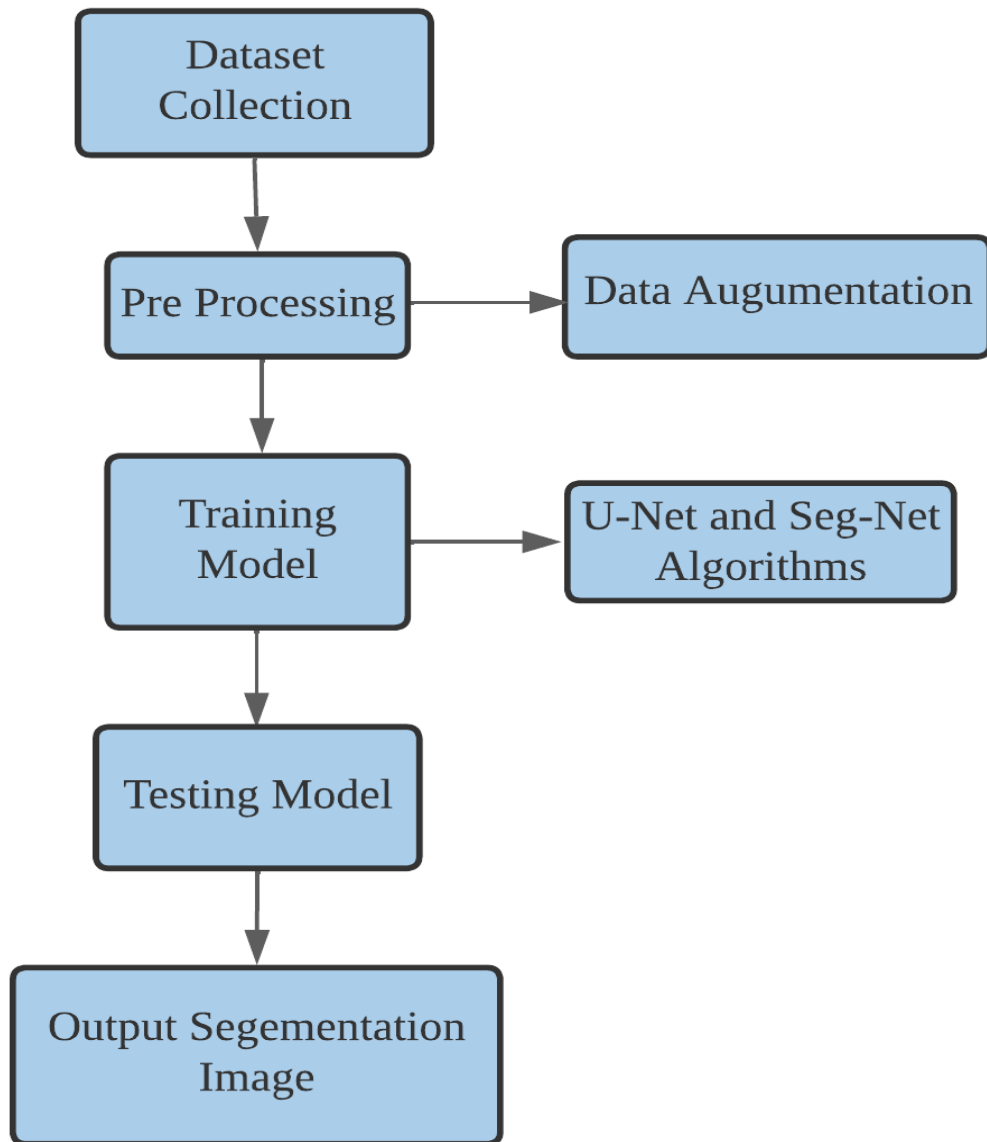 Dataset
Collection
Pre Processing
Data Augumentation
Training
Model
U-Net and Seg-Net
Algorithms
Testing Model
Output Segementation
Image